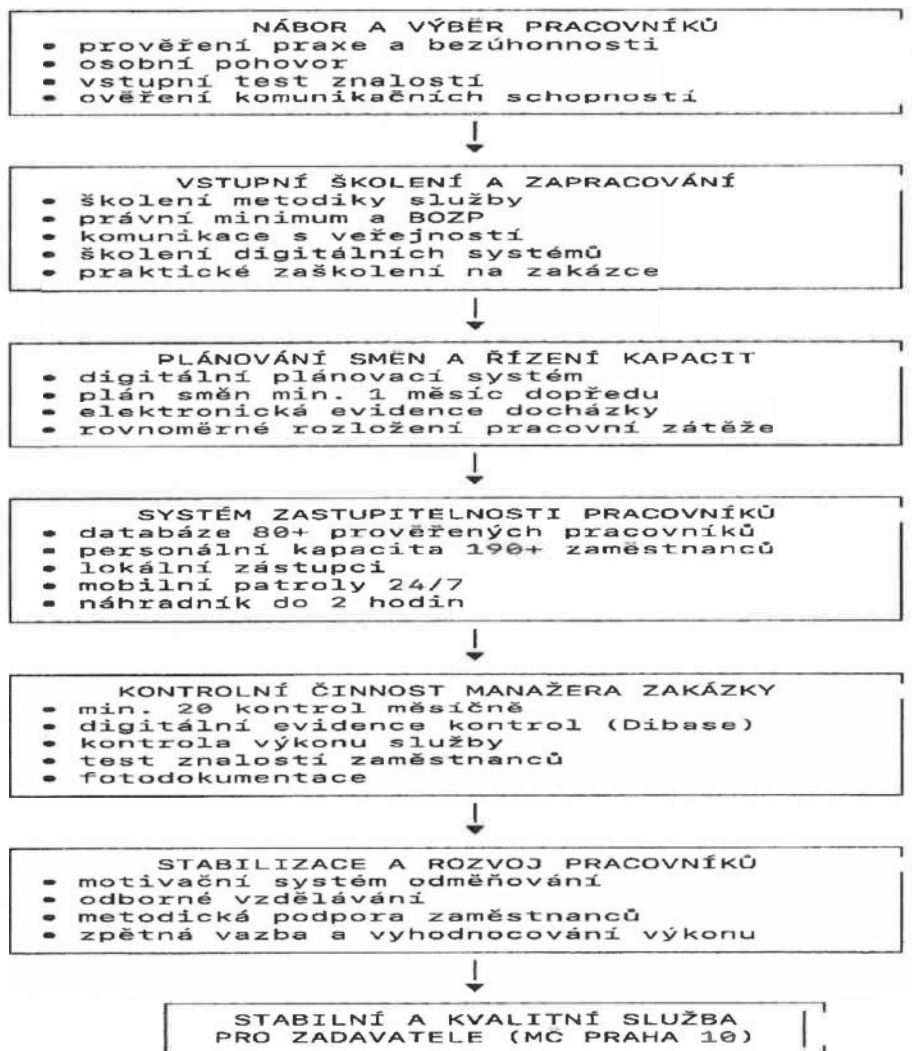 NÁBOR A VÝBĚR PRACOVNÍKŮ
• prověření praxe a bezúhonnosti
• osobní pohovor
• vstupní test znalostí
• ověření komunikačních schopností
↓
VSTUPNÍ ŠKOLENÍ A ZAPRACOVÁNÍ
• školení metodiky služby
• právní minimum a BOZP
• komunikace s veřejností
• školení digitálních systémů
• praktické zaškolení na zakázce
↓
PLÁNOVÁNÍ SMĚN A ŘÍZENÍ KAPACIT
• digitální plánovací systém
• plán směn min. 1 měsíc dopředu
• elektronická evidence docházky
• rovnoměrné rozložení pracovní zátěže
↓
SYSTÉM ZASTUPITELNOSTI PRACOVNÍKŮ
• databáze 80+ prověřených pracovníků
• personální kapacita 190+ zaměstnanců
• lokální zástupci
• mobilní patroly 24/7
• náhradník do 2 hodin
↓
KONTROLNÍ ČINNOST MANAŽERA ZAKÁZKY
• min. 20 kontrol měsíčně
• digitální evidence kontrol (Dibase)
• kontrola výkonu služby
• test znalostí zaměstnanců
• fotodokumentace
↓
STABILIZACE A ROZVOJ PRACOVNÍKŮ
• motivační systém odměňování
• odborné vzdělávání
• metodická podpora zaměstnanců
• zpětná vazba a vyhodnocování výkonu
↓
STABILNÍ A KVALITNÍ SLUŽBA
PRO ZADAVATELE (MČ PRAHA 10)